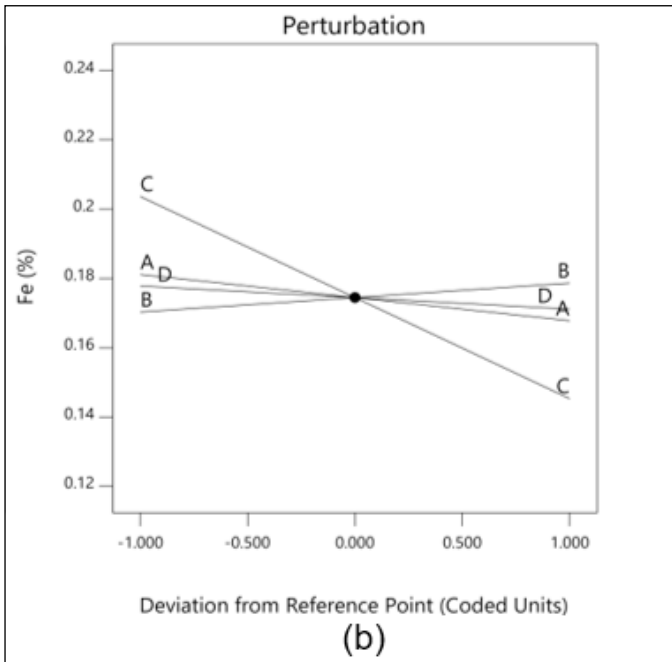 Perturbation
0.24
0.22
0.2
0.18
0.16
0.14
0.12
Fe (%)
C
A
D
B
B
D
A
C
-1.000
-0.500
0.000
0.500
1.000
Deviation from Reference Point (Coded Units)
(b)